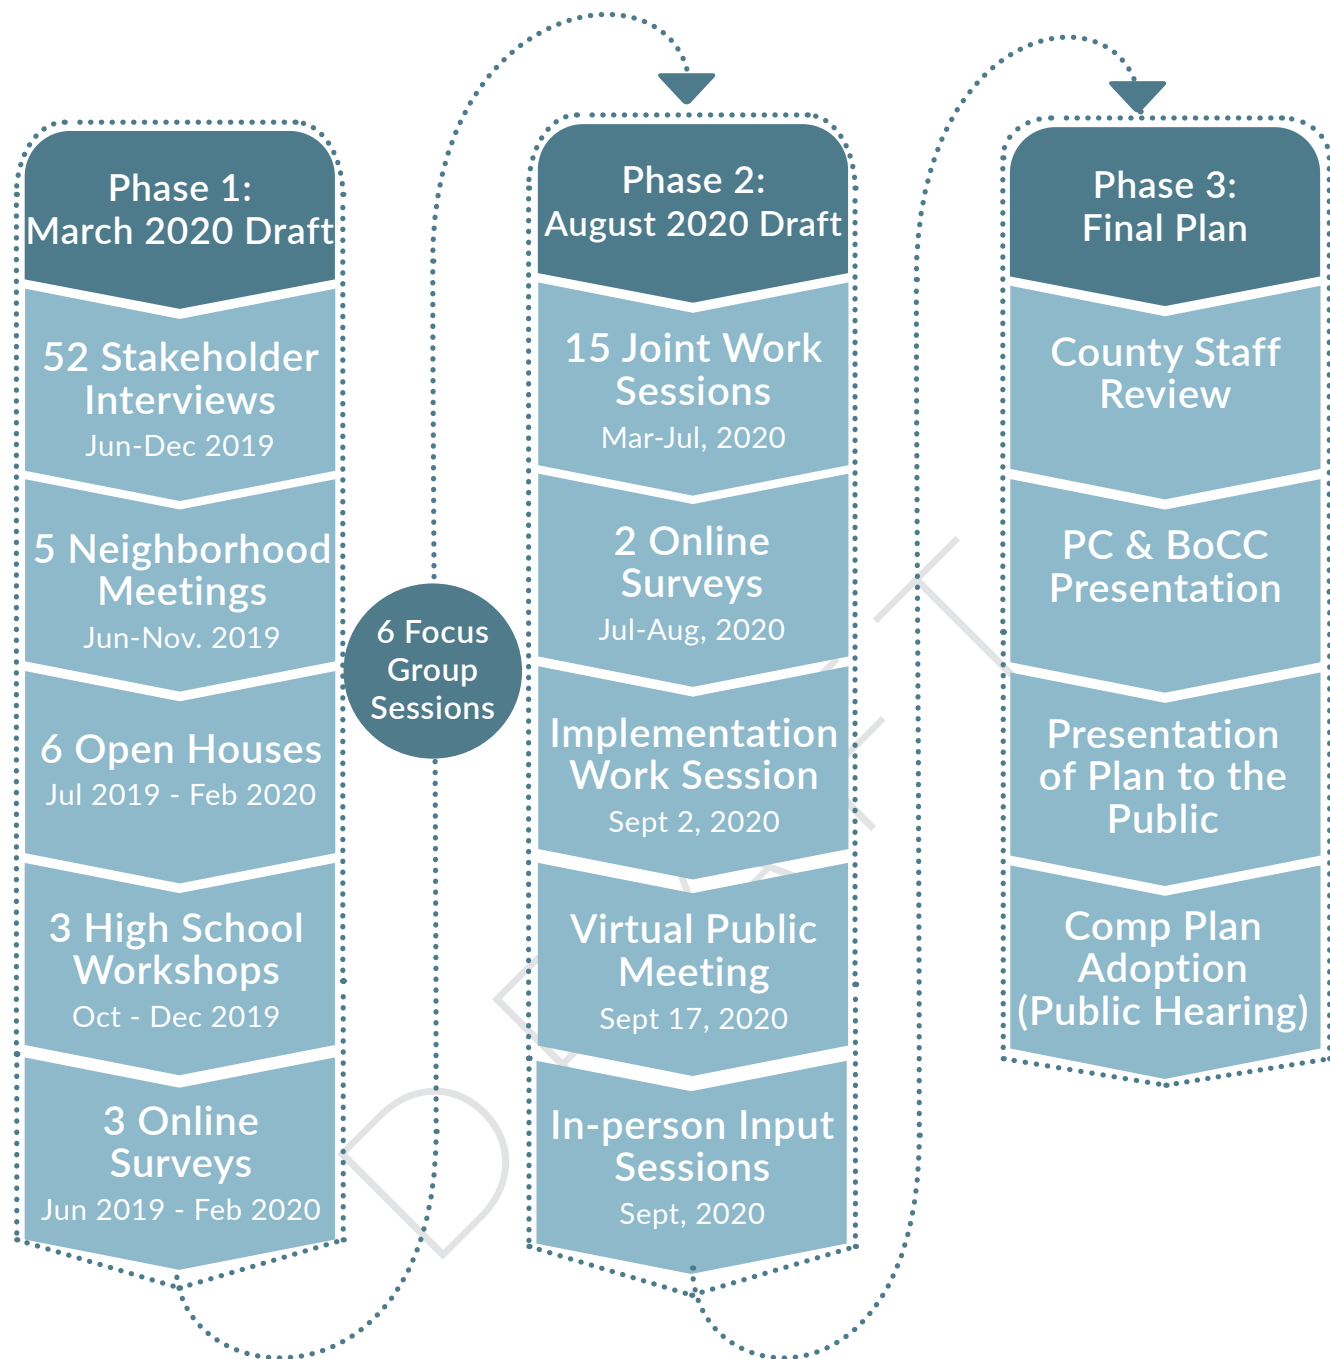 Phase 1:
March 2020 Draft
52 Stakeholder
Interviews
Jun-Dec 2019
5 Neighborhood
Meetings
Jun-Nov. 2019
6 Open Houses
Jul 2019 - Feb 2020
3 High School
Workshops
Oct - Dec 2019
3 Online
Surveys
Jun 2019 - Feb 2020
6 Focus
Group
Sessions
Phase 2:
August 2020 Draft
15 Joint Work
Sessions
Mar-Jul, 2020
2 Online
Surveys
Jul-Aug, 2020
Implementation
Work Session
Sept 2, 2020
Virtual Public
Meeting
Sept 17, 2020
In-person Input
Sessions
Sept, 2020
Phase 3:
Final Plan
County Staff
Review
PC & BoCC
Presentation
Presentation
of Plan to the
Public
Comp Plan
Adoption
(Public Hearing)
DRAFT